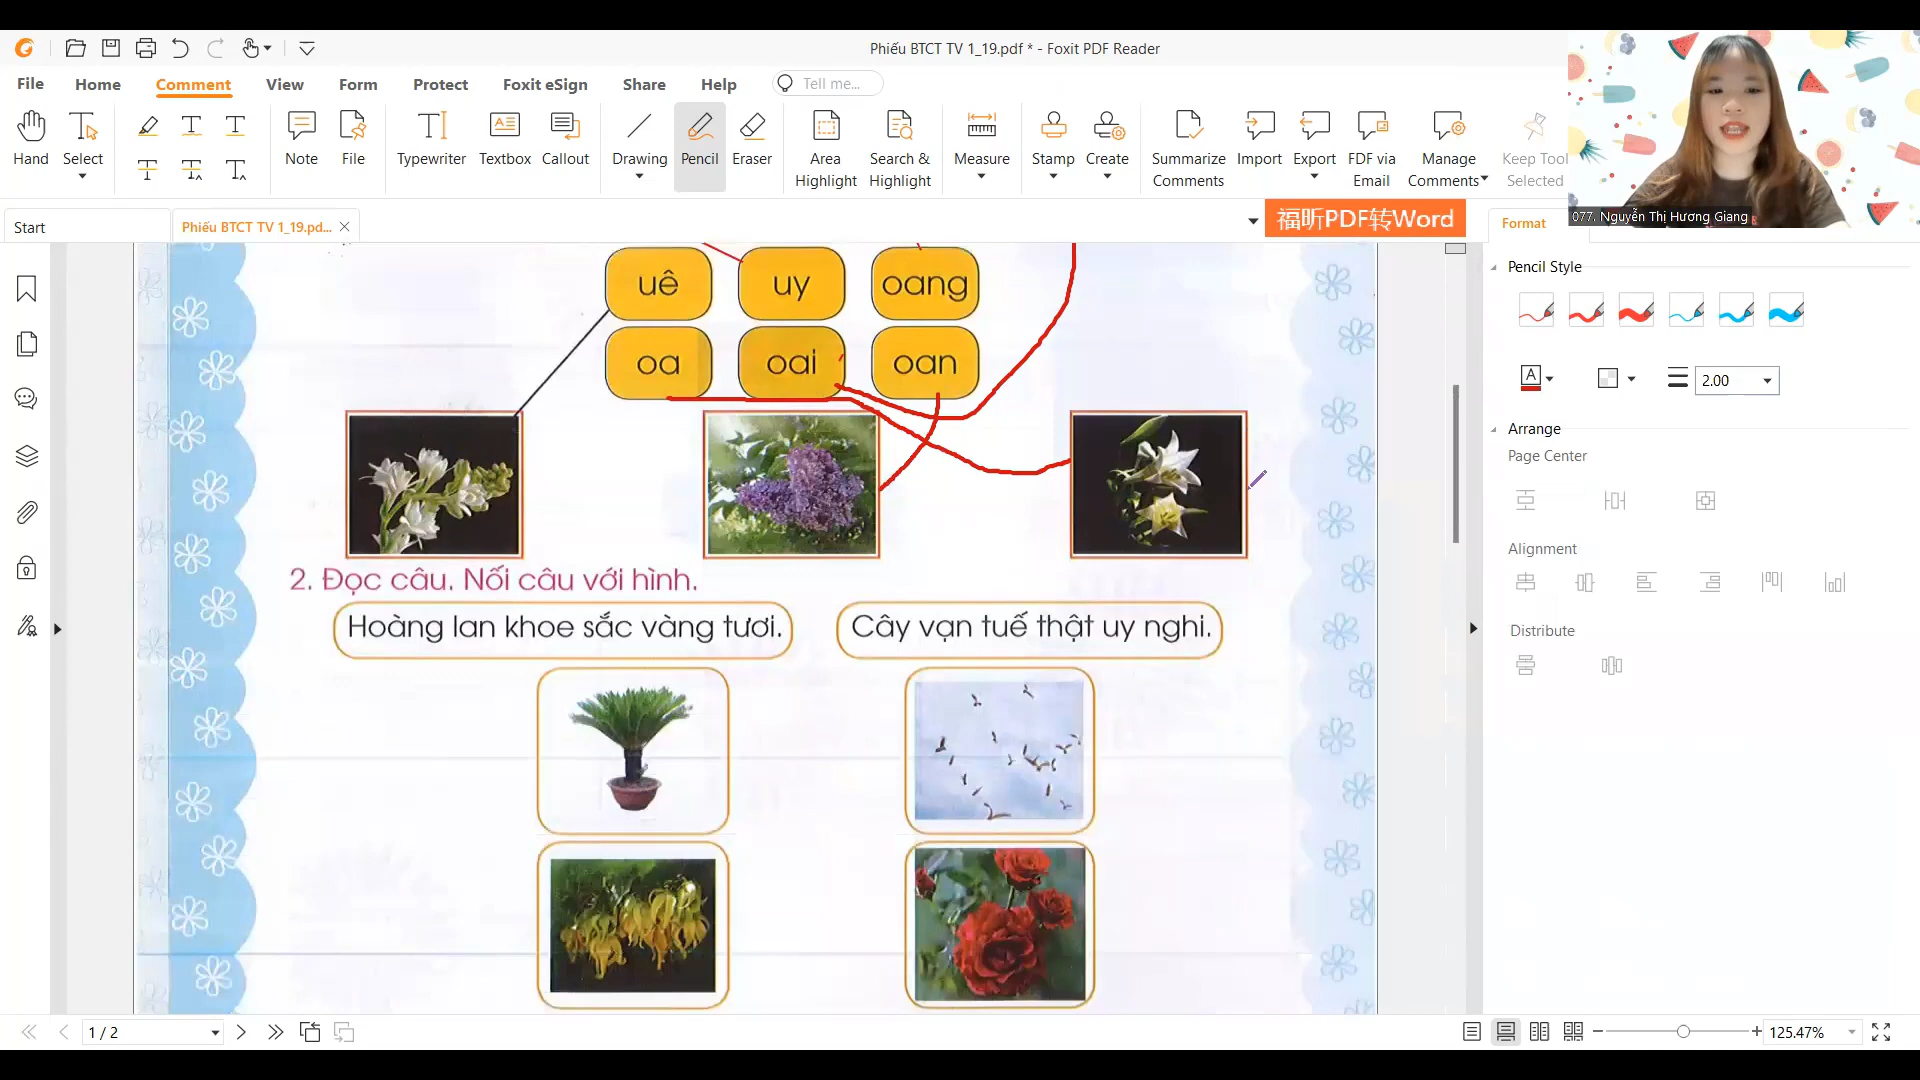 Phiếu BTCT TV 1_19.pdf * - Foxit PDF Reader
File Home Comment View Form Protect Foxit eSign Share Help Tell me...
Hand Select Note File Typewriter Textbox Callout Drawing Pencil Eraser Area Highlight Search & Highlight Measure Stamp Create Summarize Comments Import Export FDF via Email Manage Comments Keep Tool Selected
077. Nguyễn Thị Hương Giang
Start Phiếu BTCT TV 1_19.pd... 福昕PDF转Word Format
Pencil Style
2.00
Arrange
Page Center
Alignment
Distribute
uê uy oang
oa oai oan
2. Đọc câu. Nối câu với hình.
Hoàng lan khoe sắc vàng tươi. Cây vạn tuế thật uy nghi.
1 / 2 125.47%